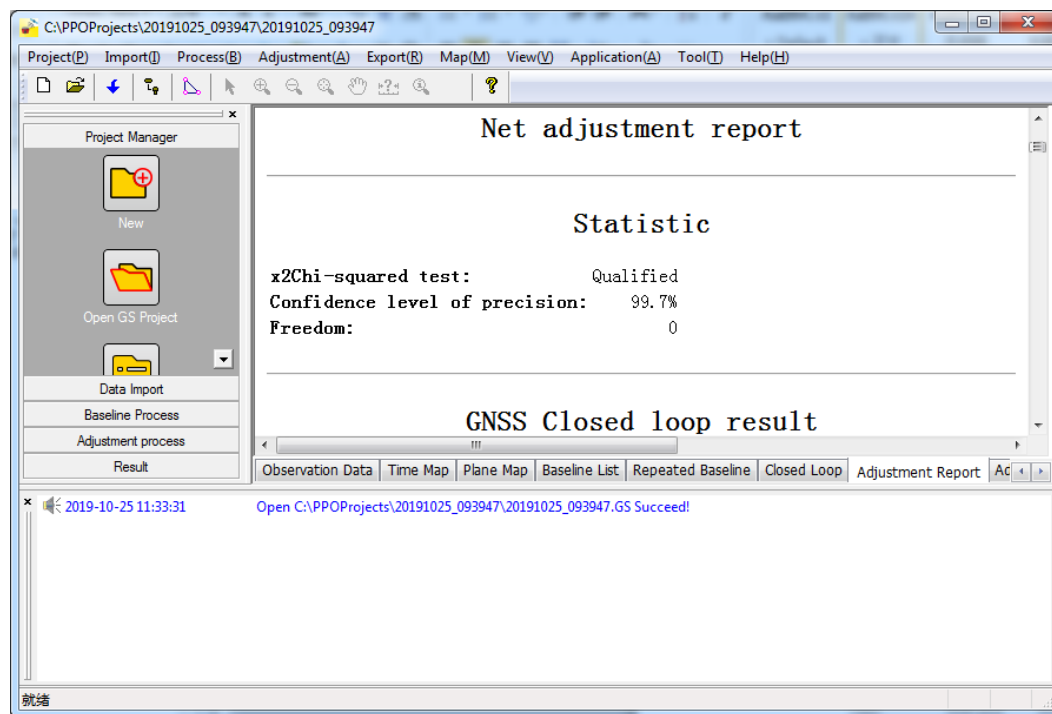 C:\PPOProjects\20191025_093947\20191025_093947
Project(P) Import(I) Process(B) Adjustment(A) Export(R) Map(M) View(V) Application(A) Tool(T) Help(H)
Project Manager
New
Open GS Project
Data Import
Baseline Process
Adjustment process
Result
Net adjustment report
Statistic
x2Chi-squared test: Qualified
Confidence level of precision: 99.7%
Freedom: 0
GNSS Closed loop result
Observation Data Time Map Plane Map Baseline List Repeated Baseline Closed Loop Adjustment Report Ac
2019-10-25 11:33:31 Open C:\PPOProjects\20191025_093947\20191025_093947.GS Succeed!
就绪